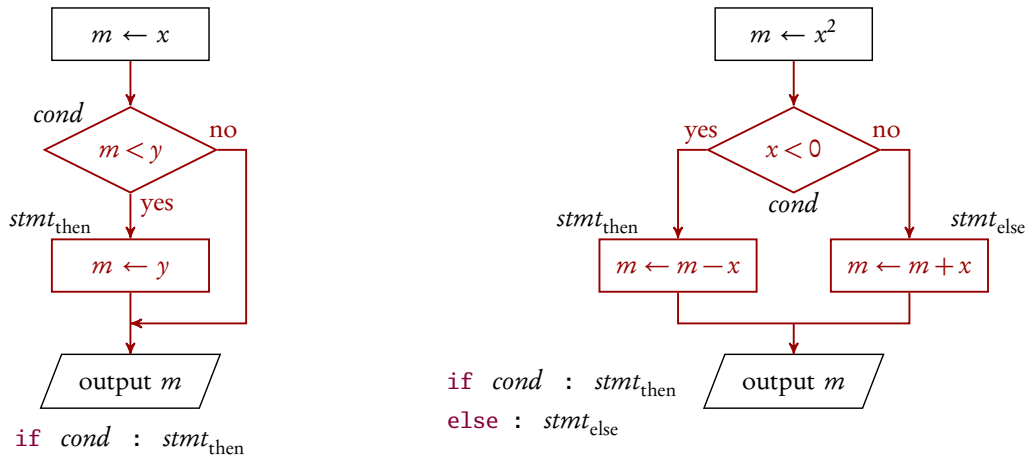 m ← x
cond
m < y
no
yes
stmt_then
m ← y
output m
if cond : stmt_then
m ← x²
yes
no
x < 0
cond
stmt_then
stmt_else
m ← m − x
m ← m + x
output m
if cond : stmt_then
else : stmt_else